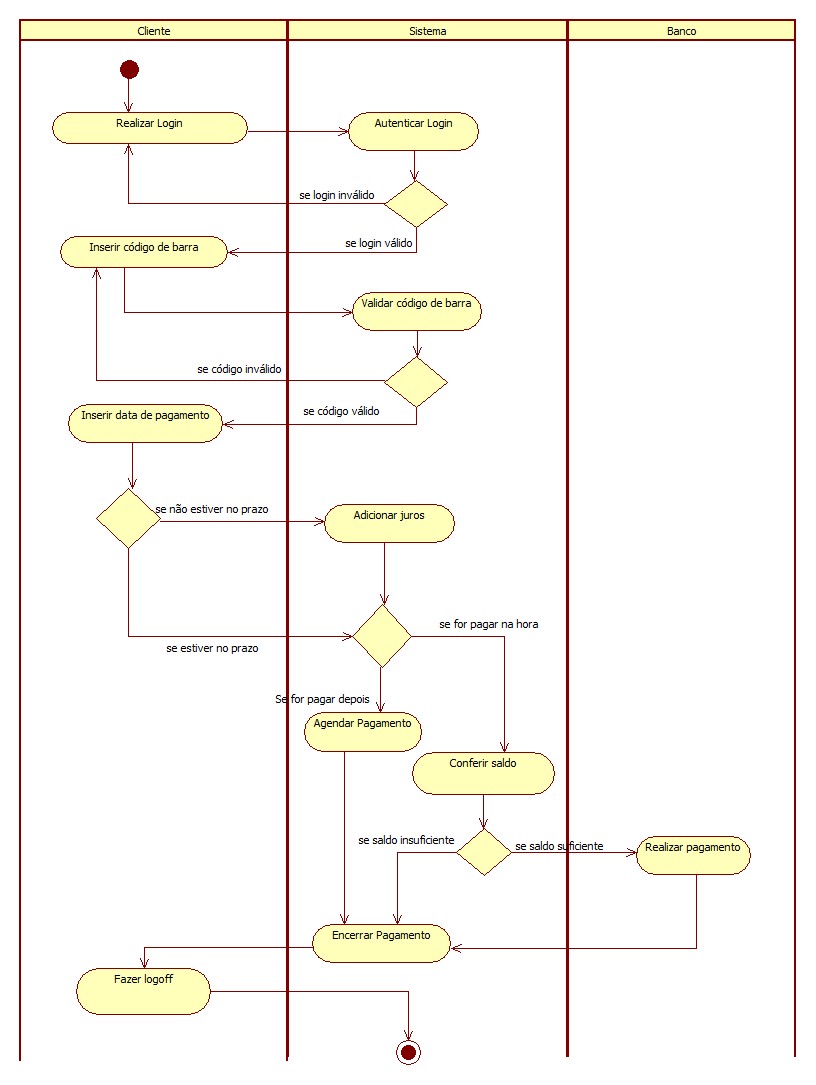 Cliente
Sistema
Banco
Realizar Login
Autenticar Login
se login inválido
se login válido
Inserir código de barra
Validar código de barra
se código inválido
se código válido
Inserir data de pagamento
se não estiver no prazo
Adicionar juros
se for pagar na hora
se estiver no prazo
Se for pagar depois
Agendar Pagamento
Conferir saldo
se saldo insuficiente
se saldo suficiente
Realizar pagamento
Encerrar Pagamento
Fazer logoff